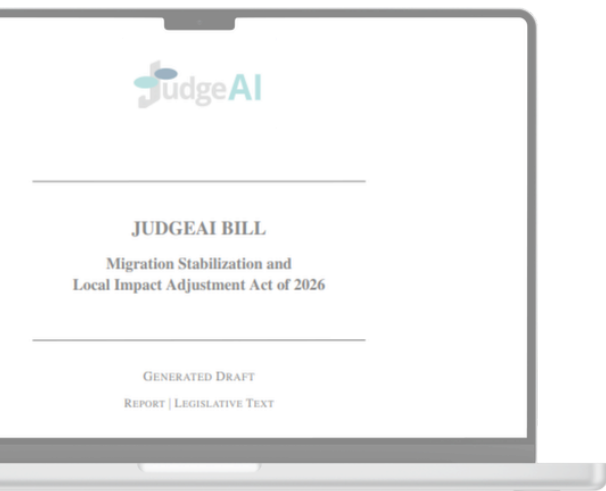 JudgeAI
JUDGEAI BILL
Migration Stabilization and
Local Impact Adjustment Act of 2026
GENERATED DRAFT
REPORT | LEGISLATIVE TEXT